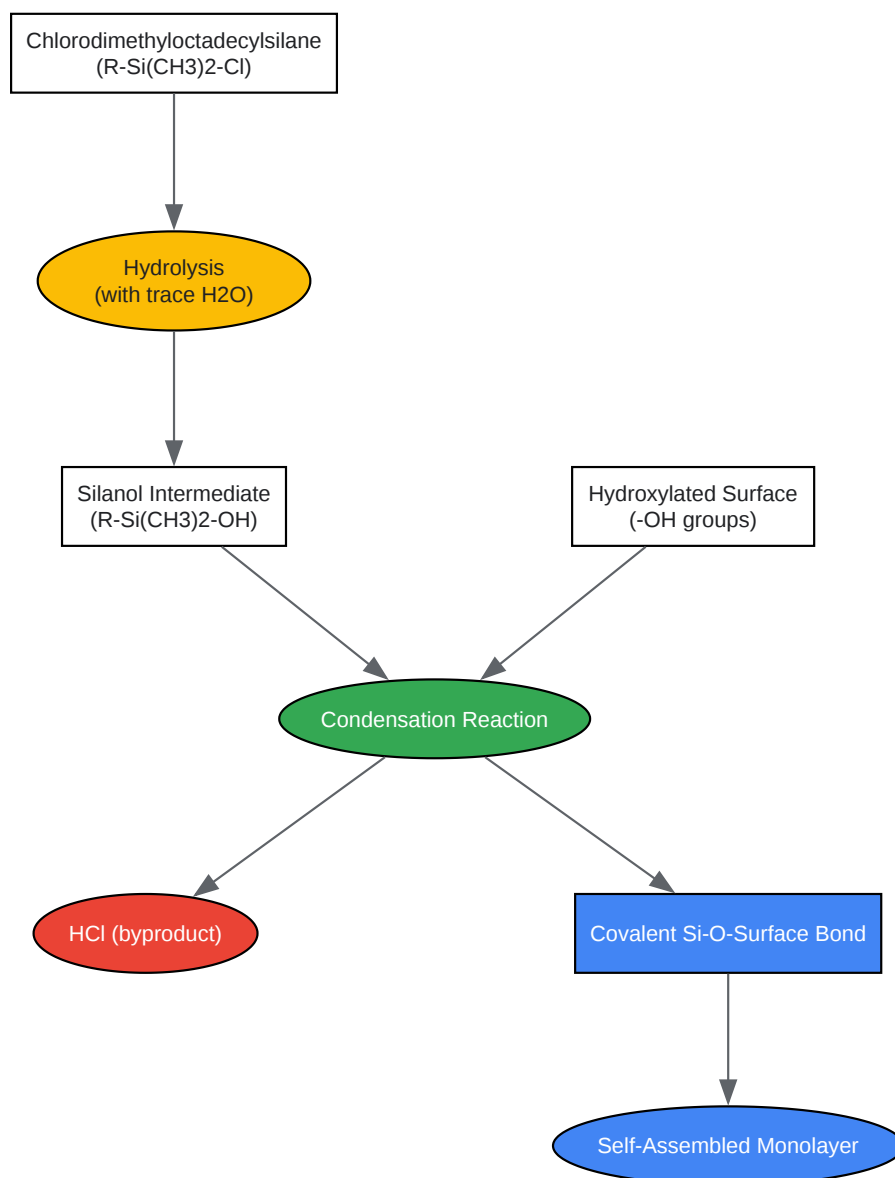 Chlorodimethyloctadecylsilane
(R-Si(CH3)2-Cl)
Hydrolysis
(with trace H2O)
Silanol Intermediate
(R-Si(CH3)2-OH)
Hydroxylated Surface
(-OH groups)
Condensation Reaction
HCl (byproduct)
Covalent Si-O-Surface Bond
Self-Assembled Monolayer